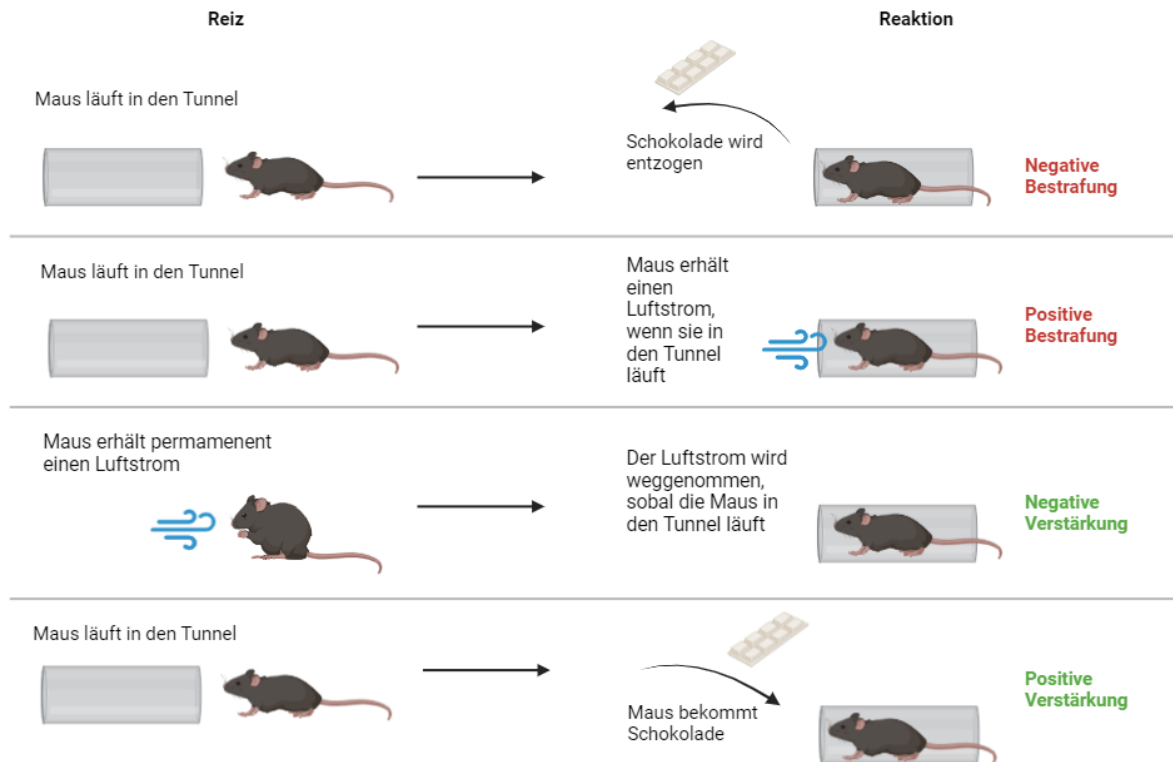 Reiz
Reaktion
Maus läuft in den Tunnel
Schokolade wird
entzogen
Negative
Bestrafung
Maus läuft in den Tunnel
Maus erhält
einen
Luftstrom,
wenn sie in
den Tunnel
läuft
Positive
Bestrafung
Maus erhält permamenent
einen Luftstrom
Der Luftstrom wird
weggenommen,
sobal die Maus in
den Tunnel läuft
Negative
Verstärkung
Maus läuft in den Tunnel
Maus bekommt
Schokolade
Positive
Verstärkung